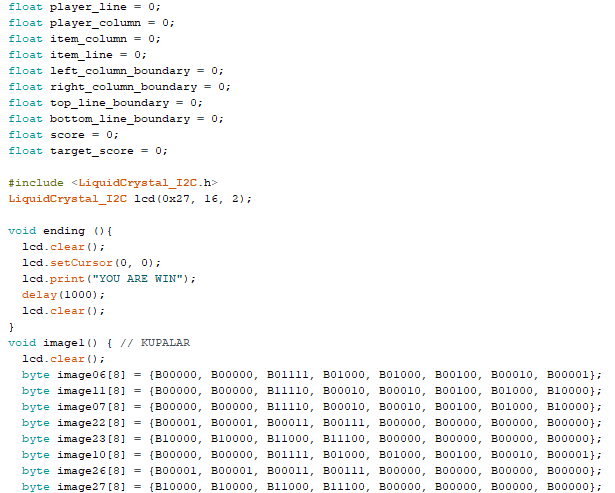 float player_line = 0;
float player_column = 0;
float item_column = 0;
float item_line = 0;
float left_column_boundary = 0;
float right_column_boundary = 0;
float top_line_boundary = 0;
float bottom_line_boundary = 0;
float score = 0;
float target_score = 0;
#include <LiquidCrystal_I2C.h>
LiquidCrystal_I2C lcd(0x27, 16, 2);
void ending (){
lcd.clear();
lcd.setCursor(0, 0);
lcd.print("YOU ARE WIN");
delay(1000);
lcd.clear();
}
void image1() { // KUPALAR
lcd.clear();
byte image06[8] = {B00000, B00000, B01111, B01000, B01000, B00100, B00010, B00001};
byte image11[8] = {B00000, B00000, B11110, B00010, B00010, B00100, B01000, B10000};
byte image07[8] = {B00000, B00000, B11110, B00010, B00010, B00100, B01000, B10000};
byte image22[8] = {B00001, B00001, B00011, B00111, B00000, B00000, B00000, B00000};
byte image23[8] = {B10000, B10000, B11000, B11100, B00000, B00000, B00000, B00000};
byte image10[8] = {B00000, B00000, B01111, B01000, B01000, B00100, B00010, B00001};
byte image26[8] = {B00001, B00001, B00011, B00111, B00000, B00000, B00000, B00000};
byte image27[8] = {B10000, B10000, B11000, B11100, B00000, B00000, B00000, B00000};